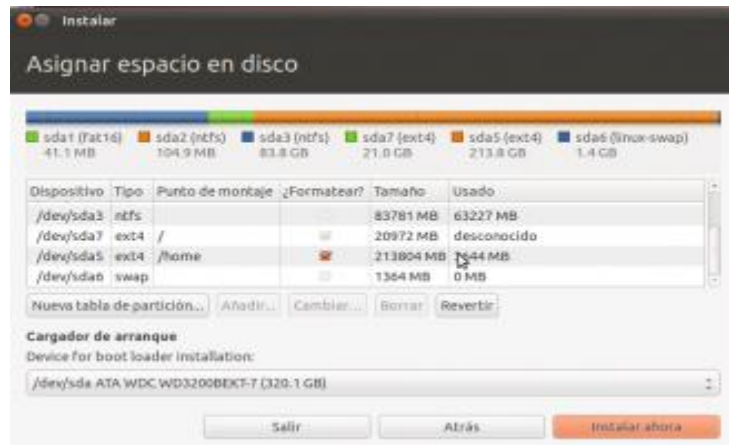 Instalar
Asignar espacio en disco
sda1 (fat16) sda2 (ntfs) sda3 (ntfs) sda7 (ext4) sda5 (ext4) sda6 (linux-swap)
41.1 MB 104.9 MB 83.8 GB 21.0 GB 213.8 GB 1.4 GB
Dispositivo Tipo Punto de montaje ¿Formatear? Tamaño Usado
/dev/sda3 ntfs 83781 MB 63227 MB
/dev/sda7 ext4 / 20972 MB desconocido
/dev/sda5 ext4 /home 213804 MB MB
/dev/sda6 swap 1364 MB 0 MB
Nueva tabla de partición... Añadir... Cambiar... Borrar Revertir
Cargador de arranque
Device for boot loader installation:
/dev/sda ATA WDC WD3200BEKT-7 (320.1 GB)
Salir Atrás Instalar ahora